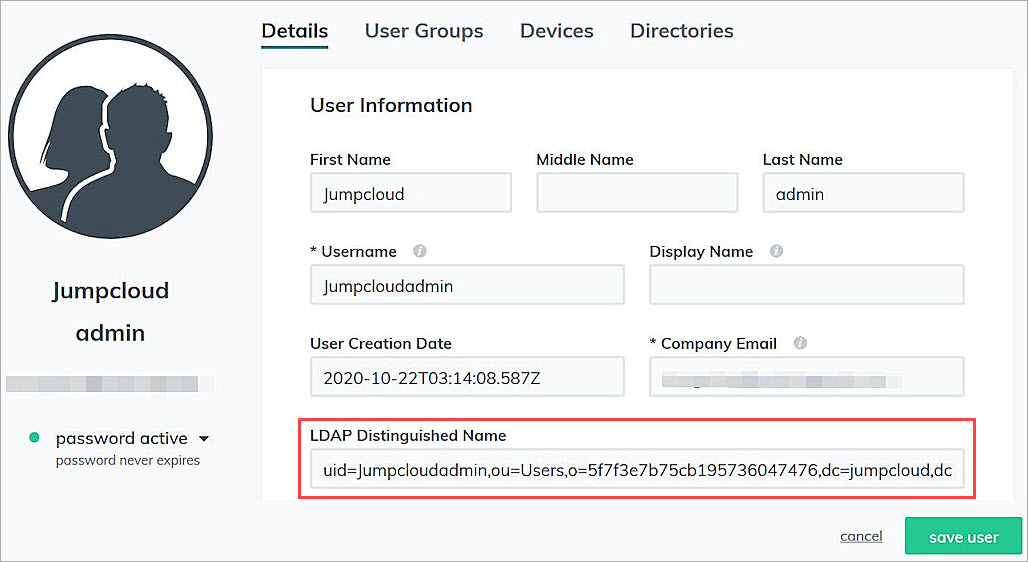 Details User Groups Devices Directories
User Information
First Name Middle Name Last Name
Jumpcloud admin
* Username Display Name
Jumpcloudadmin
User Creation Date * Company Email
2020-10-22T03:14:08.587Z
LDAP Distinguished Name
uid=Jumpcloudadmin,ou=Users,o=5f7f3e7b75cb195736047476,dc=jumpcloud,dc
Jumpcloud
admin
password active
password never expires
cancel save user